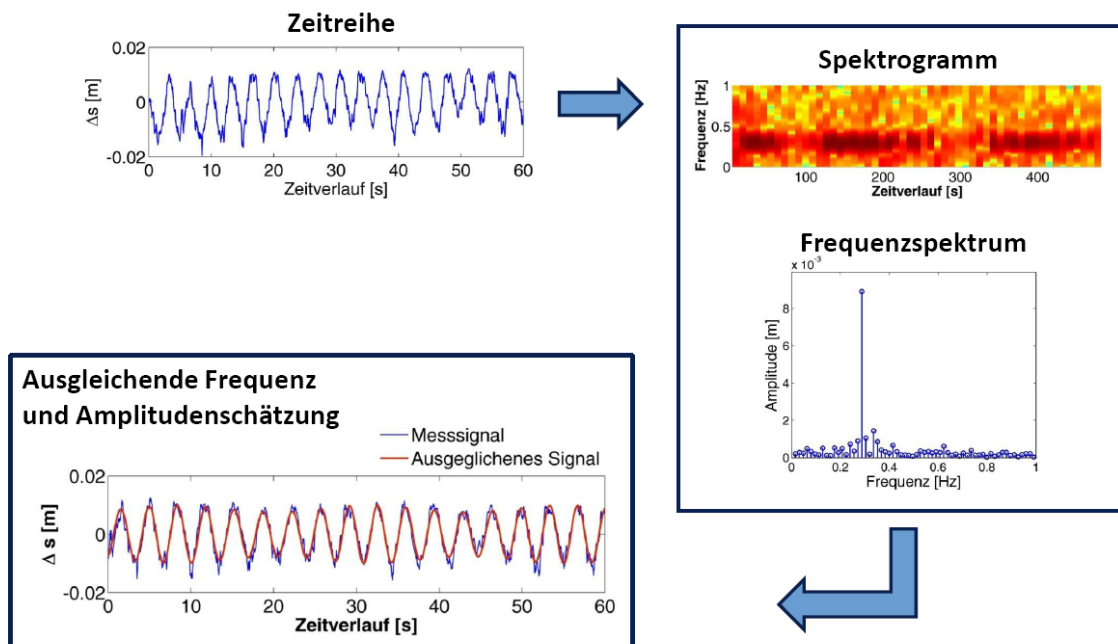 Zeitreihe
0.02
0
-0.02
Δs [m]
0 10 20 30 40 50 60
Zeitverlauf [s]
Spektrogramm
1
0.5
0
Frequenz [Hz]
100 200 300 400
Zeitverlauf [s]
Frequenzspektrum
x 10-3
8
6
4
2
0
Amplitude [m]
0 0.2 0.4 0.6 0.8 1
Frequenz [Hz]
Ausgleichende Frequenz
und Amplitudenschätzung
Messsignal
Ausgeglichenes Signal
0.02
0
-0.02
Δ s [m]
0 10 20 30 40 50 60
Zeitverlauf [s]